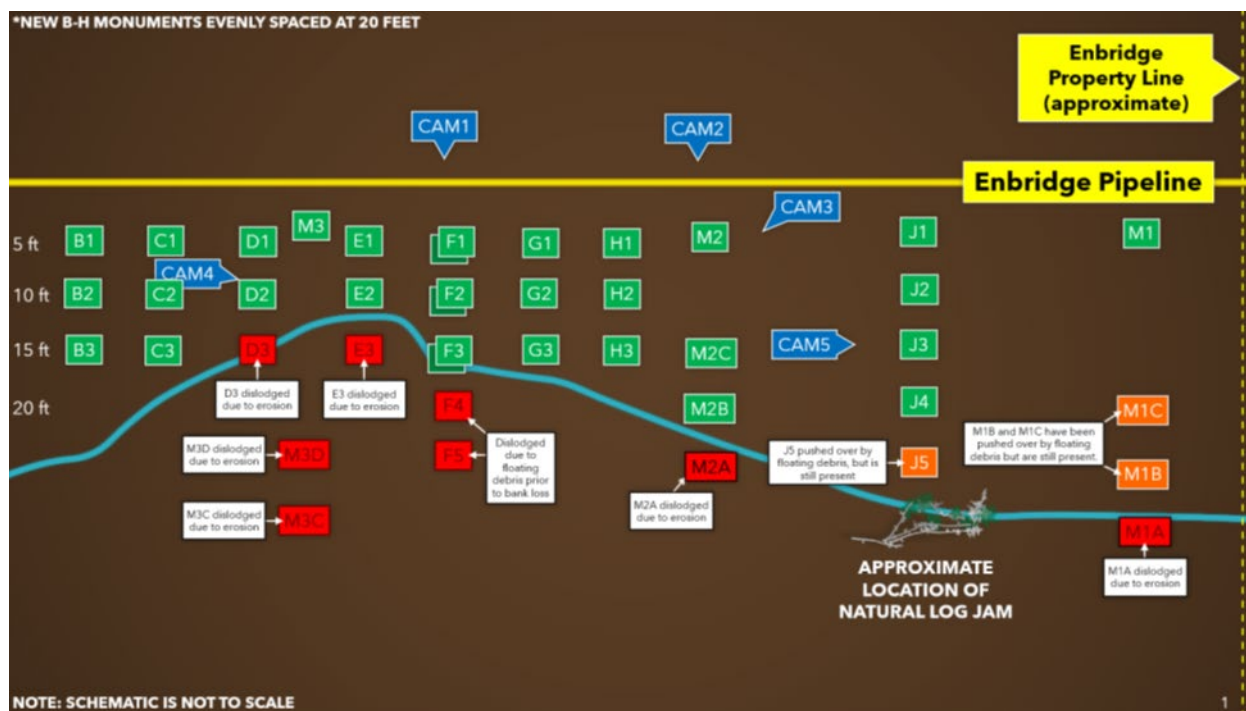 *NEW B-H MONUMENTS EVENLY SPACED AT 20 FEET
Enbridge
Property Line
(approximate)
CAM1
CAM2
Enbridge Pipeline
CAM3
5 ft
B1
C1
D1
M3
E1
F1
G1
H1
M2
J1
M1
CAM4
10 ft
B2
C2
D2
E2
F2
G2
H2
J2
15 ft
B3
C3
D3
E3
F3
G3
H3
M2C
CAM5
J3
D3 dislodged
due to erosion
E3 dislodged
due to erosion
20 ft
F4
M2B
J4
M1C
M3D dislodged
due to erosion
M3D
F5
Dislodged
due to
floating
debris prior
to bank loss
M2A
J5 pushed over by
floating debris, but is
still present
J5
M1B and M1C have been
pushed over by floating
debris but are still present.
M1B
M3C dislodged
due to erosion
M3C
M2A dislodged
due to erosion
M1A
M1A dislodged
due to erosion
APPROXIMATE
LOCATION OF
NATURAL LOG JAM
NOTE: SCHEMATIC IS NOT TO SCALE
1